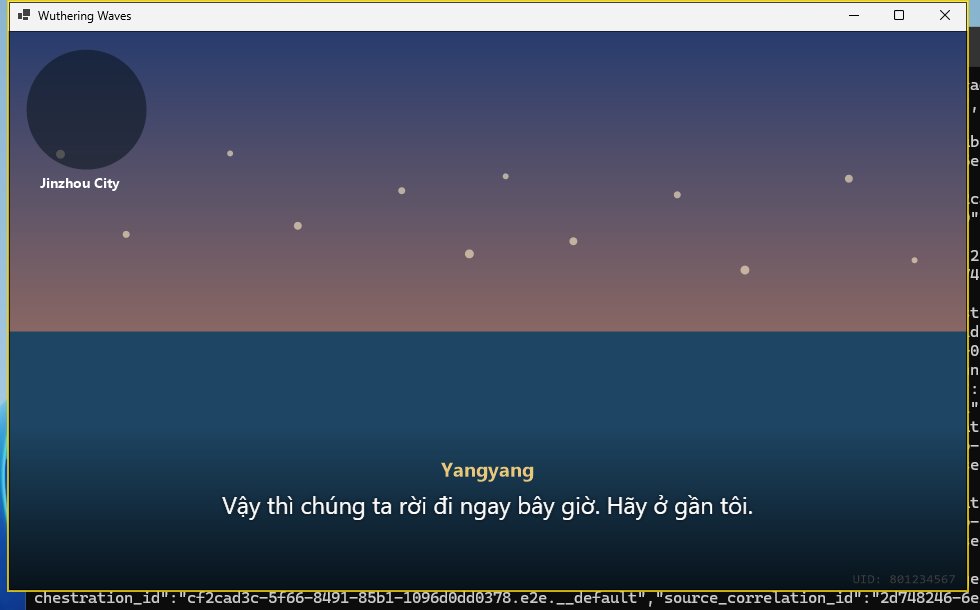 Wuthering Waves
Jinzhou City
Yangyang
Vậy thì chúng ta rời đi ngay bây giờ. Hãy ở gần tôi.
UID: 801234567
chestration_id":"cf2cad3c-5f66-8491-85b1-1096d0dd0378.e2e.__default","source_correlation_id":"2d748246-6